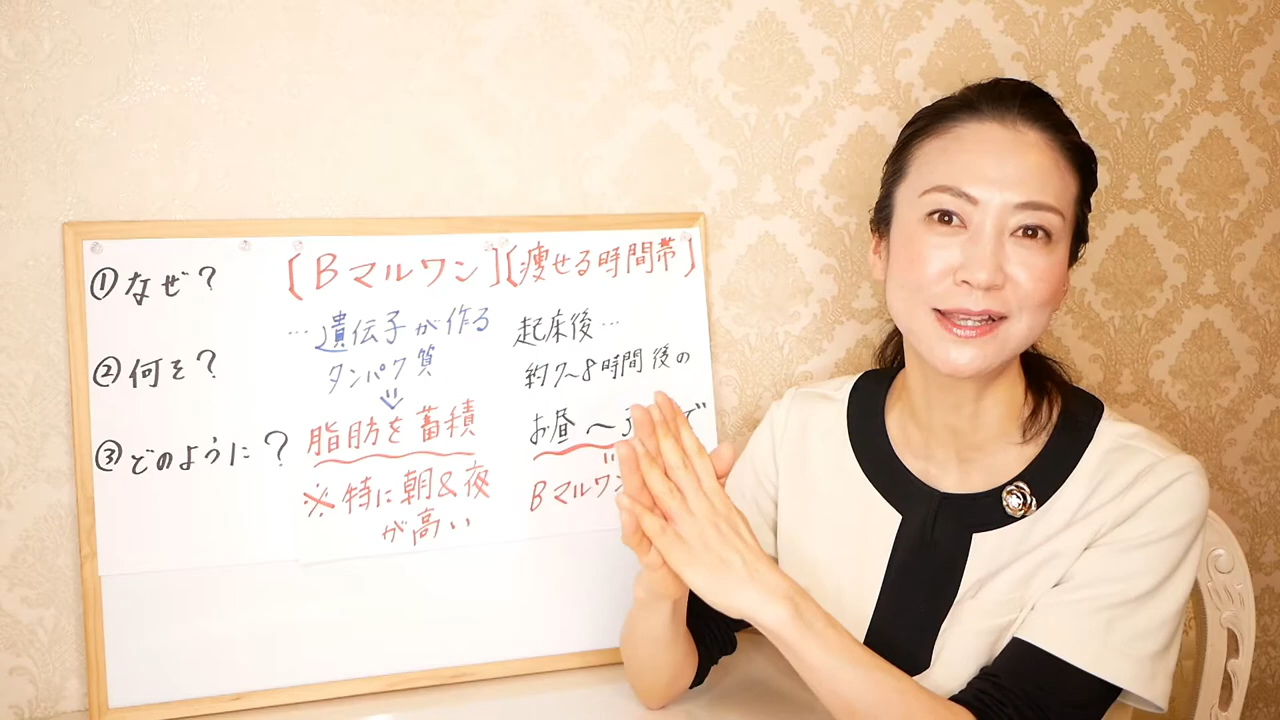 ①なぜ？
②何を？
③どのように？
【Bマルワン】
…遺伝子が作る
タンパク質
脂肪を蓄積
※特に朝&夜
が高い
【痩せる時間帯】
起床後…
約7〜8時間後の
お昼〜
Bマルワン